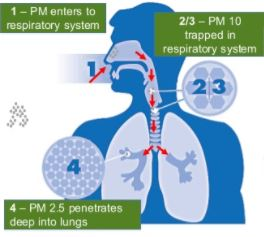 1 – PM enters to
respiratory system
2/3 – PM 10
trapped in
respiratory system
1
2 3
4
4 – PM 2.5 penetrates
deep into lungs